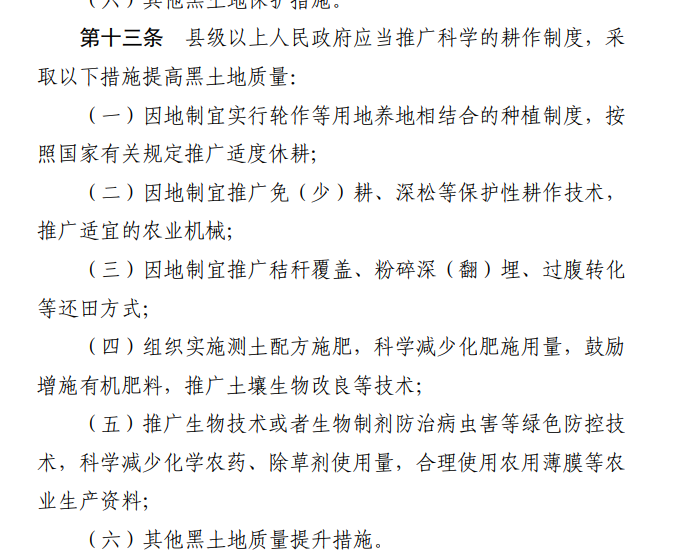 （六）其他黑土地保护措施。
第十三条　县级以上人民政府应当推广科学的耕作制度，采
取以下措施提高黑土地质量：
（一）因地制宜实行轮作等用地养地相结合的种植制度，按
照国家有关规定推广适度休耕；
（二）因地制宜推广免（少）耕、深松等保护性耕作技术，
推广适宜的农业机械；
（三）因地制宜推广秸秆覆盖、粉碎深（翻）埋、过腹转化
等还田方式；
（四）组织实施测土配方施肥，科学减少化肥施用量，鼓励
增施有机肥料，推广土壤生物改良等技术；
（五）推广生物技术或者生物制剂防治病虫害等绿色防控技
术，科学减少化学农药、除草剂使用量，合理使用农用薄膜等农
业生产资料；
（六）其他黑土地质量提升措施。